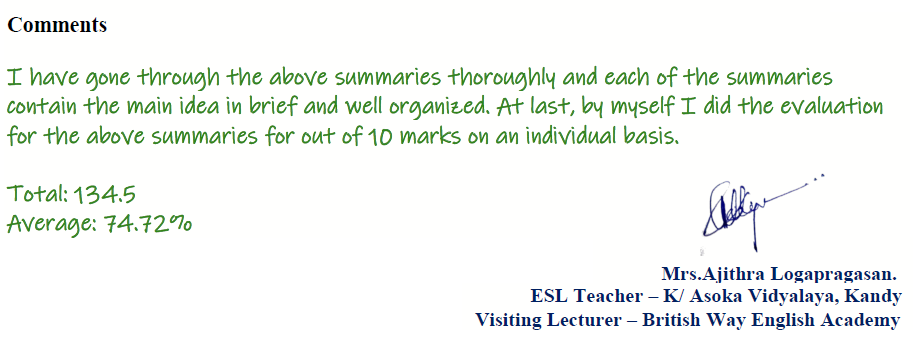 Comments
I have gone through the above summaries thoroughly and each of the summaries
contain the main idea in brief and well organized. At last, by myself I did the evaluation
for the above summaries for out of 10 marks on an individual basis.
Total: 134.5
Average: 74.72%
Mrs.Ajithra Logapragasan.
ESL Teacher – K/ Asoka Vidyalaya, Kandy
Visiting Lecturer – British Way English Academy